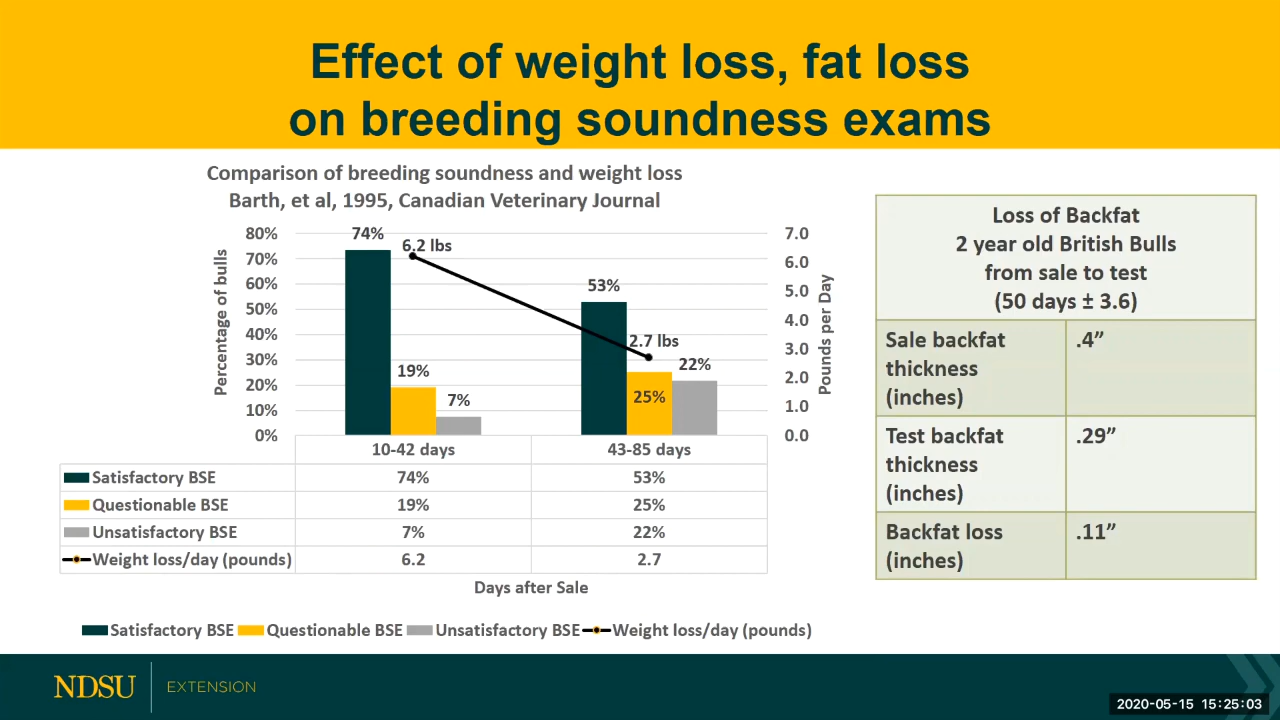 Effect of weight loss, fat loss
on breeding soundness exams
Comparison of breeding soundness and weight loss
Barth, et al, 1995, Canadian Veterinary Journal
Percentage of bulls
80%
70%
60%
50%
40%
30%
20%
10%
0%
74%
6.2 lbs
19%
7%
53%
2.7 lbs
25%
22%
7.0
6.0
5.0
4.0
3.0
2.0
1.0
0.0
Pounds per Day
10-42 days 43-85 days
Satisfactory BSE 74% 53%
Questionable BSE 19% 25%
Unsatisfactory BSE 7% 22%
Weight loss/day (pounds) 6.2 2.7
Days after Sale
Satisfactory BSE Questionable BSE Unsatisfactory BSE Weight loss/day (pounds)
Loss of Backfat
2 year old British Bulls
from sale to test
(50 days ± 3.6)
Sale backfat .4”
thickness
(inches)
Test backfat .29”
thickness
(inches)
Backfat loss .11”
(inches)
NDSU EXTENSION
2020-05-15 15:25:03